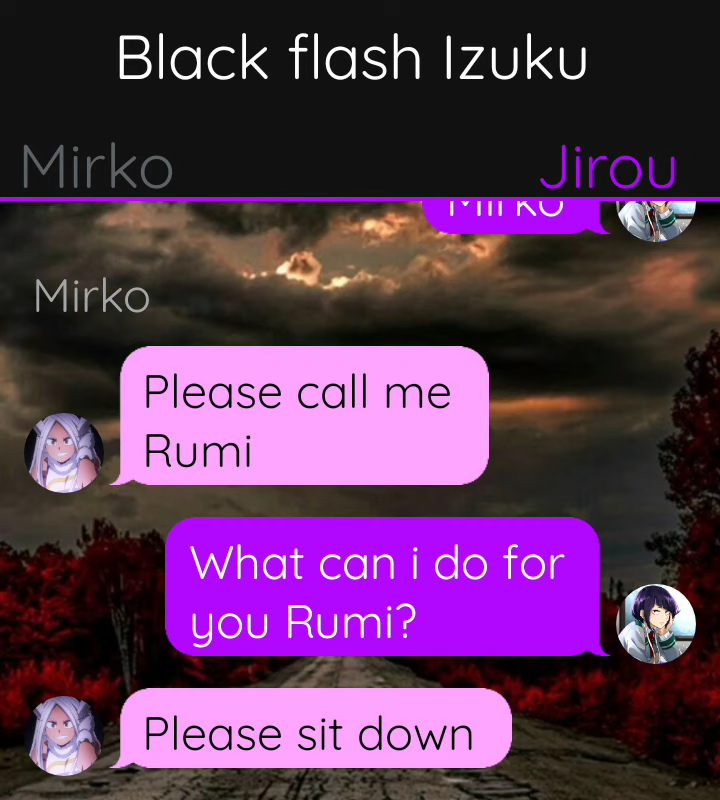 Black flash Izuku
Mirko Jirou
Mirko
Mirko
Please call me
Rumi
What can i do for
you Rumi?
Please sit down